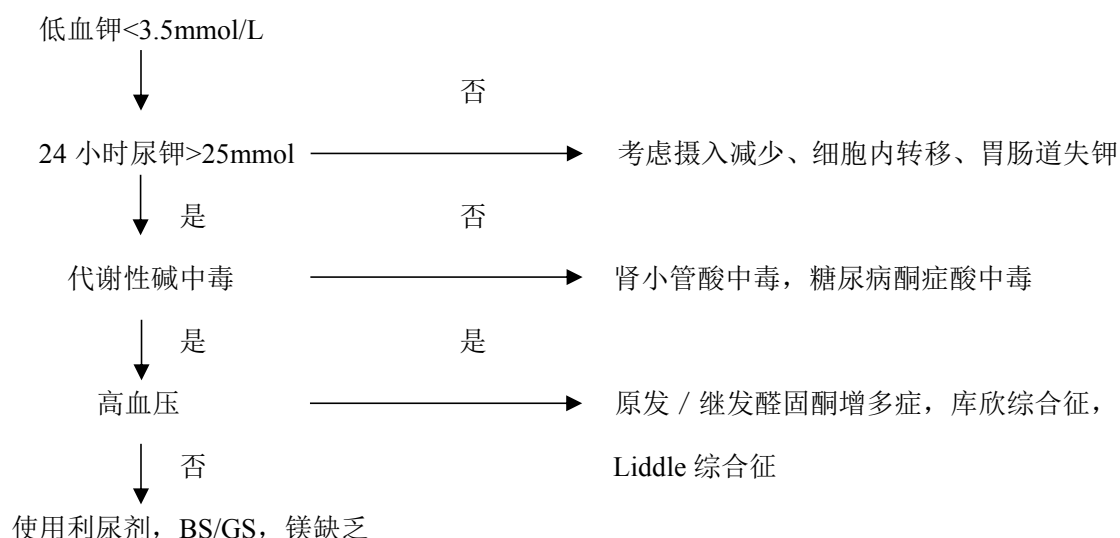 低血钾<3.5mmol/L
否
24 小时尿钾>25mmol
考虑摄入减少、细胞内转移、胃肠道失钾
是
否
代谢性碱中毒
肾小管酸中毒，糖尿病酮症酸中毒
是
是
高血压
原发 / 继发醛固酮增多症，库欣综合征，
否
Liddle 综合征
使用利尿剂，BS/GS，镁缺乏